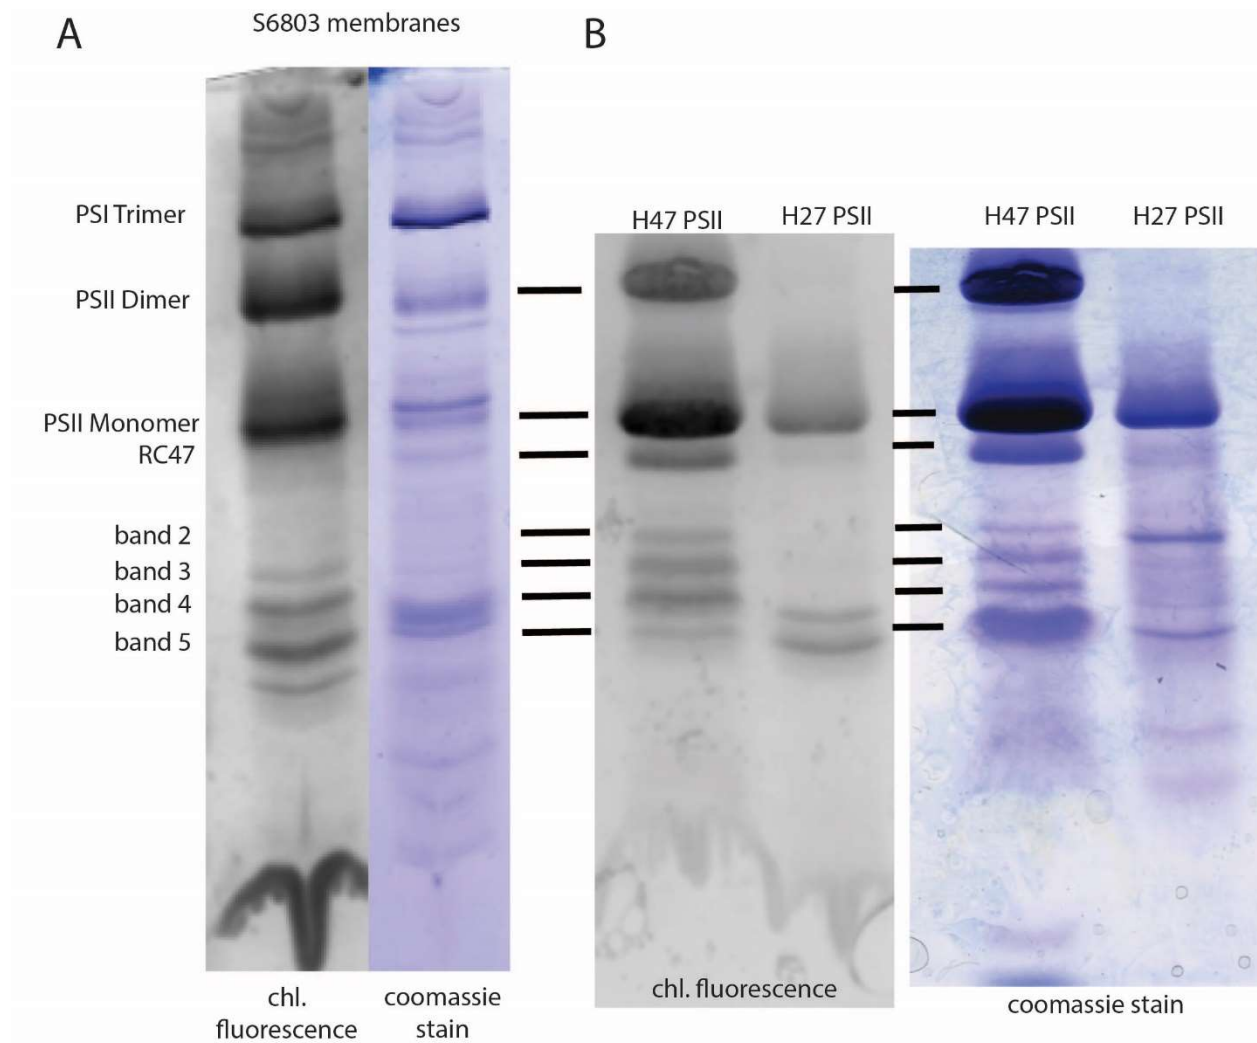 A
S6803 membranes
B
PSI Trimer
PSII Dimer
PSII Monomer
RC47
band 2
band 3
band 4
band 5
chl.
fluorescence
coomassie
stain
H47 PSII
H27 PSII
chl. fluorescence
H47 PSII
H27 PSII
coomassie stain